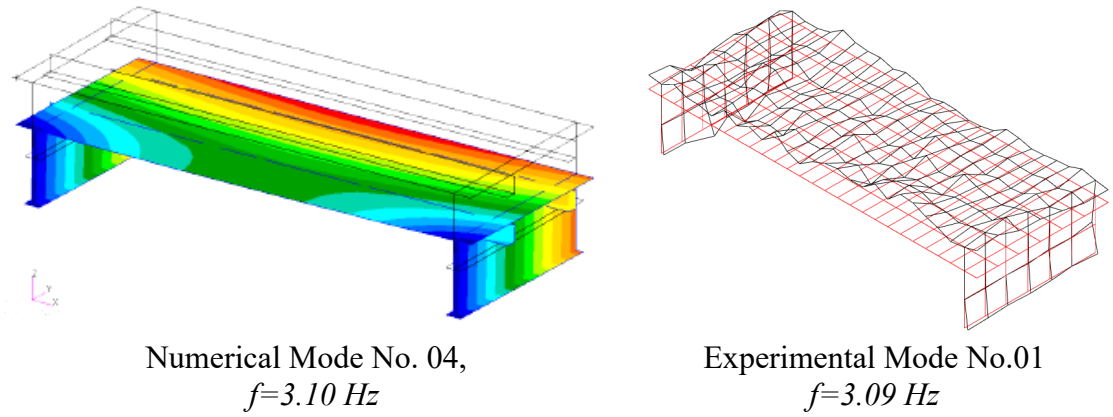 Z
Y
X
Numerical Mode No. 04,
f=3.10 Hz
Experimental Mode No.01
f=3.09 Hz